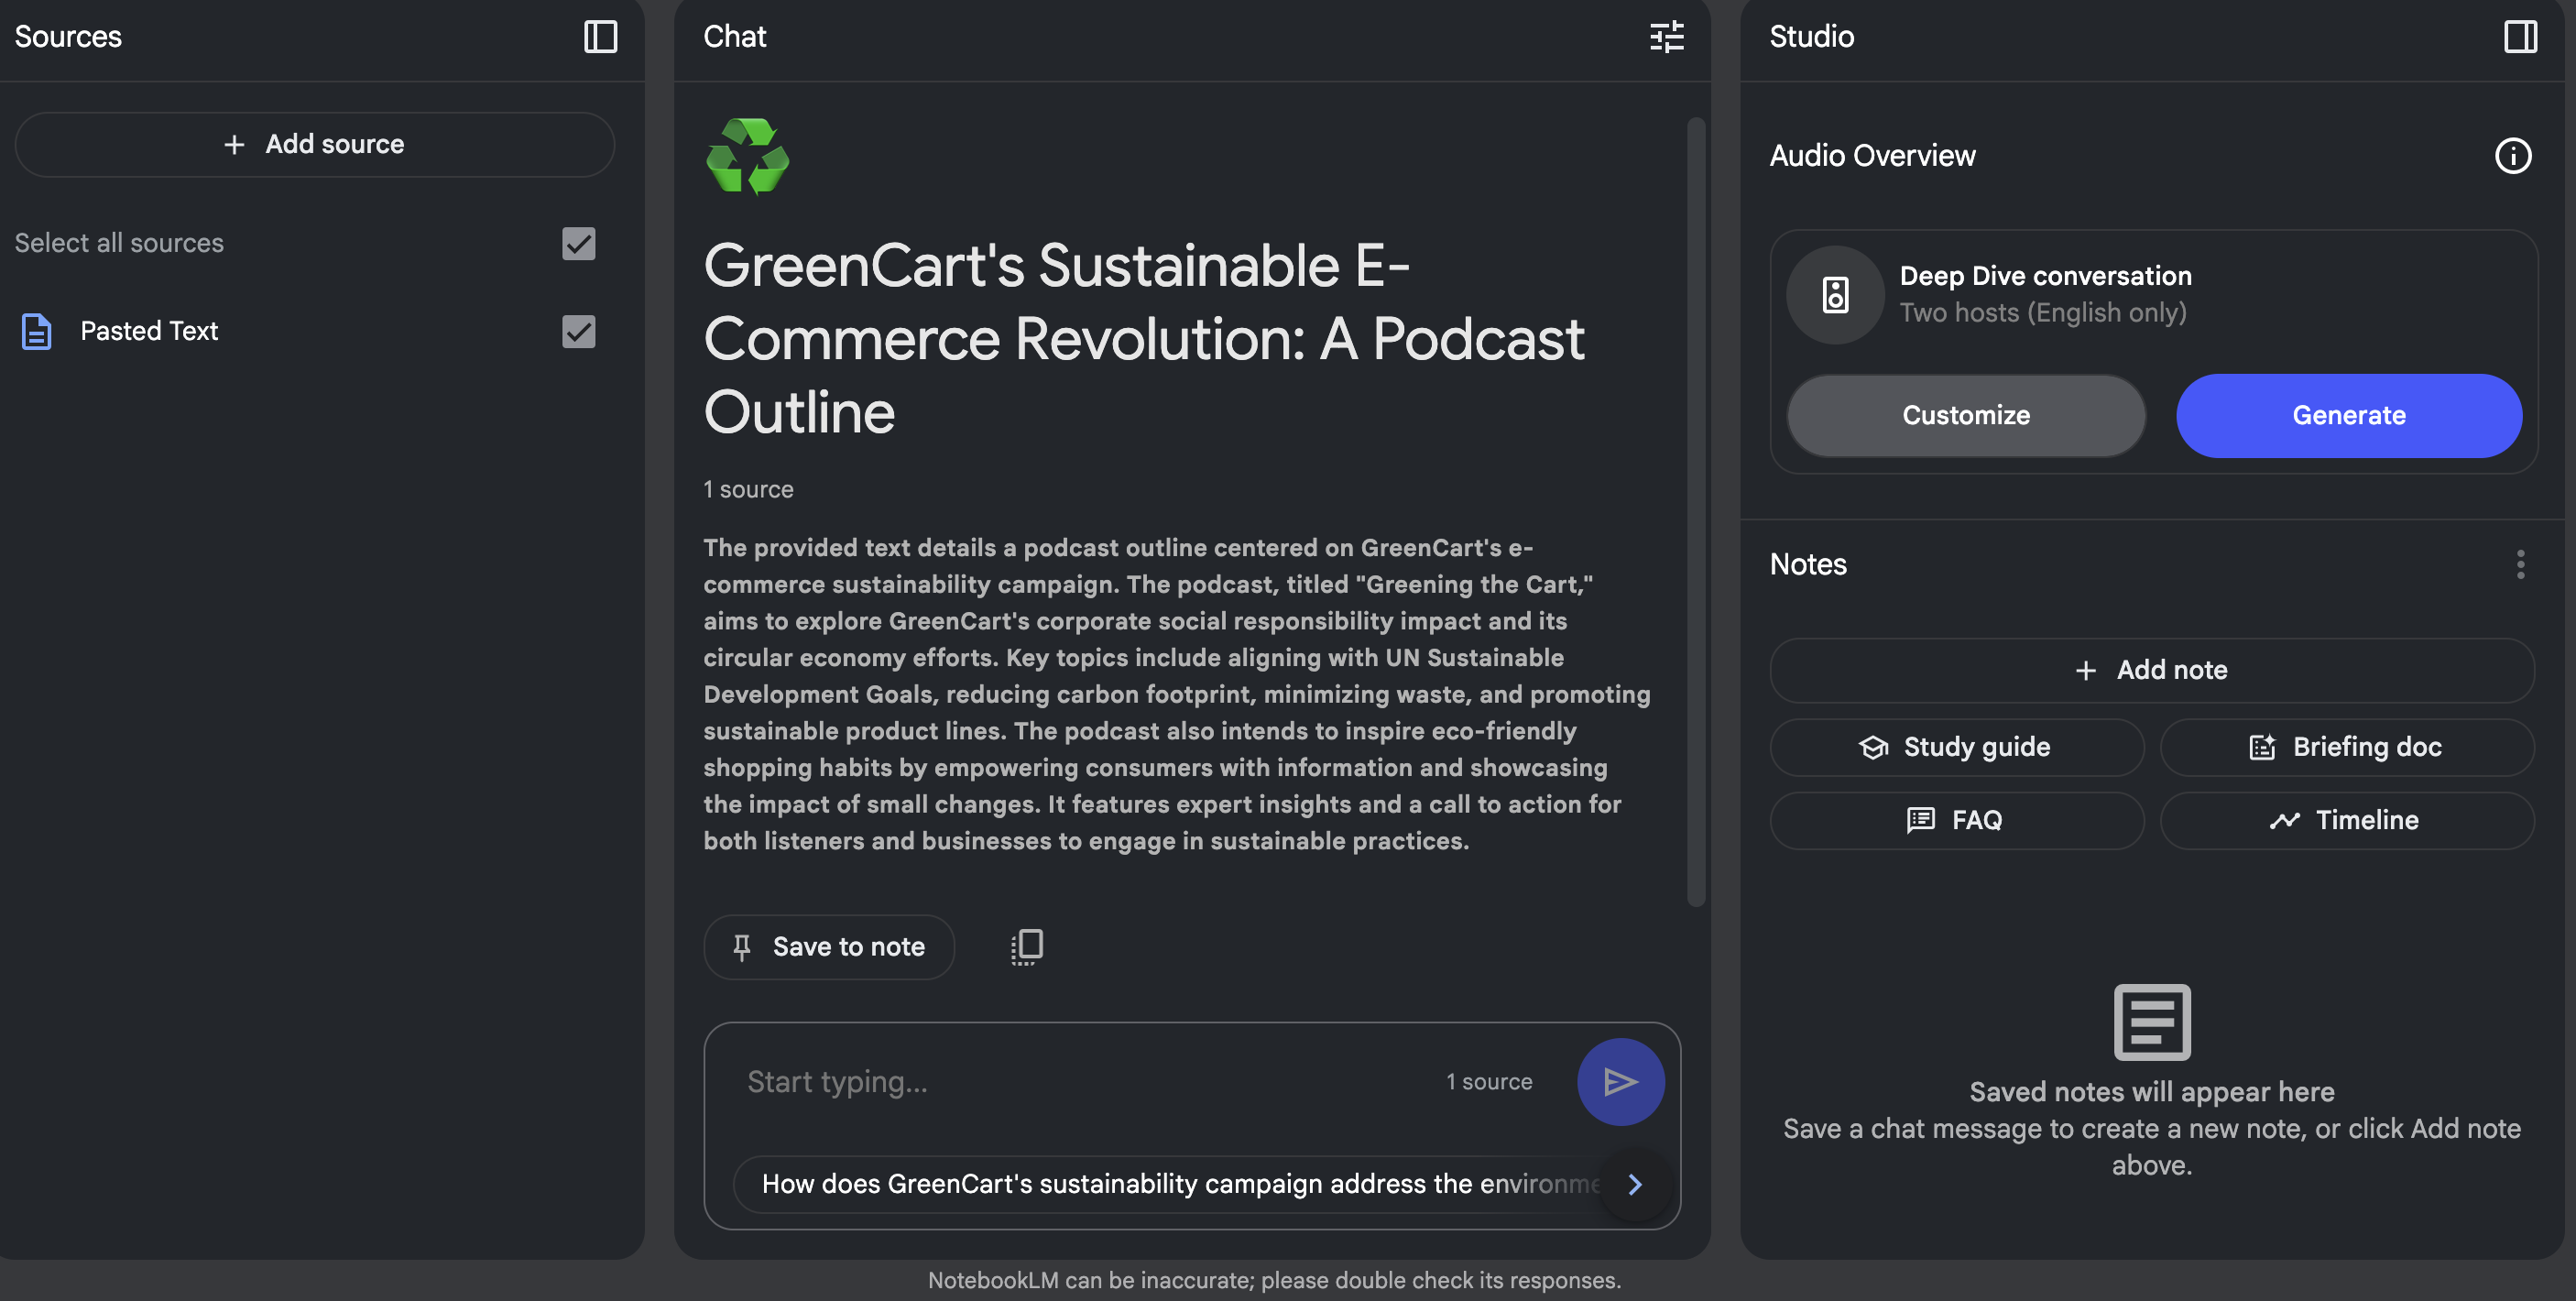 Sources
Add source
Select all sources
Pasted Text
Chat
GreenCart's Sustainable E-
Commerce Revolution: A Podcast
Outline
1 source
The provided text details a podcast outline centered on GreenCart's e-
commerce sustainability campaign. The podcast, titled "Greening the Cart,"
aims to explore GreenCart's corporate social responsibility impact and its
circular economy efforts. Key topics include aligning with UN Sustainable
Development Goals, reducing carbon footprint, minimizing waste, and promoting
sustainable product lines. The podcast also intends to inspire eco-friendly
shopping habits by empowering consumers with information and showcasing
the impact of small changes. It features expert insights and a call to action for
both listeners and businesses to engage in sustainable practices.
Save to note
Start typing...
1 source
How does GreenCart's sustainability campaign address the environme
Studio
Audio Overview
Deep Dive conversation
Two hosts (English only)
Customize
Generate
Notes
Add note
Study guide
Briefing doc
FAQ
Timeline
Saved notes will appear here
Save a chat message to create a new note, or click Add note
above.
NotebookLM can be inaccurate; please double check its responses.